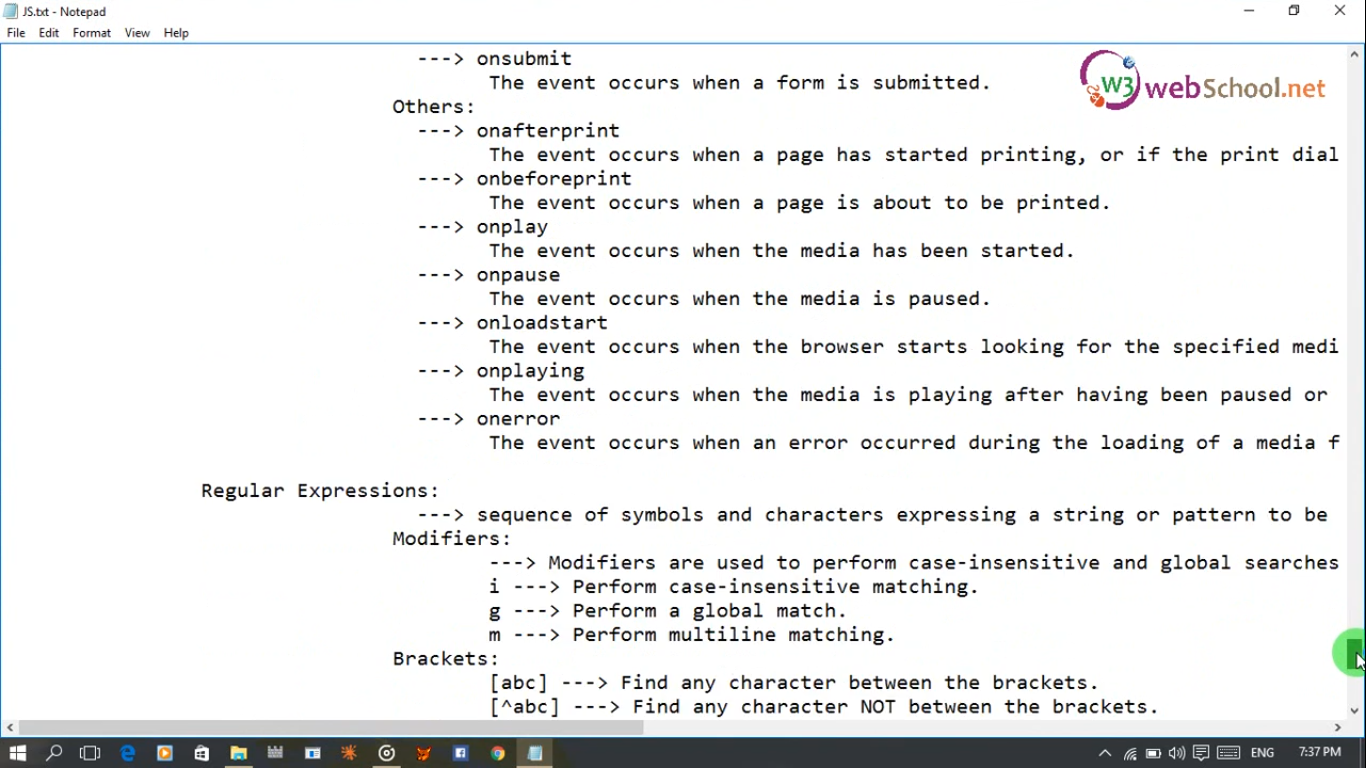 JS.txt - Notepad
File Edit Format View Help
---> onsubmit
The event occurs when a form is submitted.
Others:
---> onafterprint
The event occurs when a page has started printing, or if the print dial
---> onbeforeprint
The event occurs when a page is about to be printed.
---> onplay
The event occurs when the media has been started.
---> onpause
The event occurs when the media is paused.
---> onloadstart
The event occurs when the browser starts looking for the specified medi
---> onplaying
The event occurs when the media is playing after having been paused or
---> onerror
The event occurs when an error occurred during the loading of a media f
Regular Expressions:
---> sequence of symbols and characters expressing a string or pattern to be
Modifiers:
---> Modifiers are used to perform case-insensitive and global searches
i ---> Perform case-insensitive matching.
g ---> Perform a global match.
m ---> Perform multiline matching.
Brackets:
[abc] ---> Find any character between the brackets.
[^abc] ---> Find any character NOT between the brackets.
W3 webSchool.net
ENG 7:37 PM